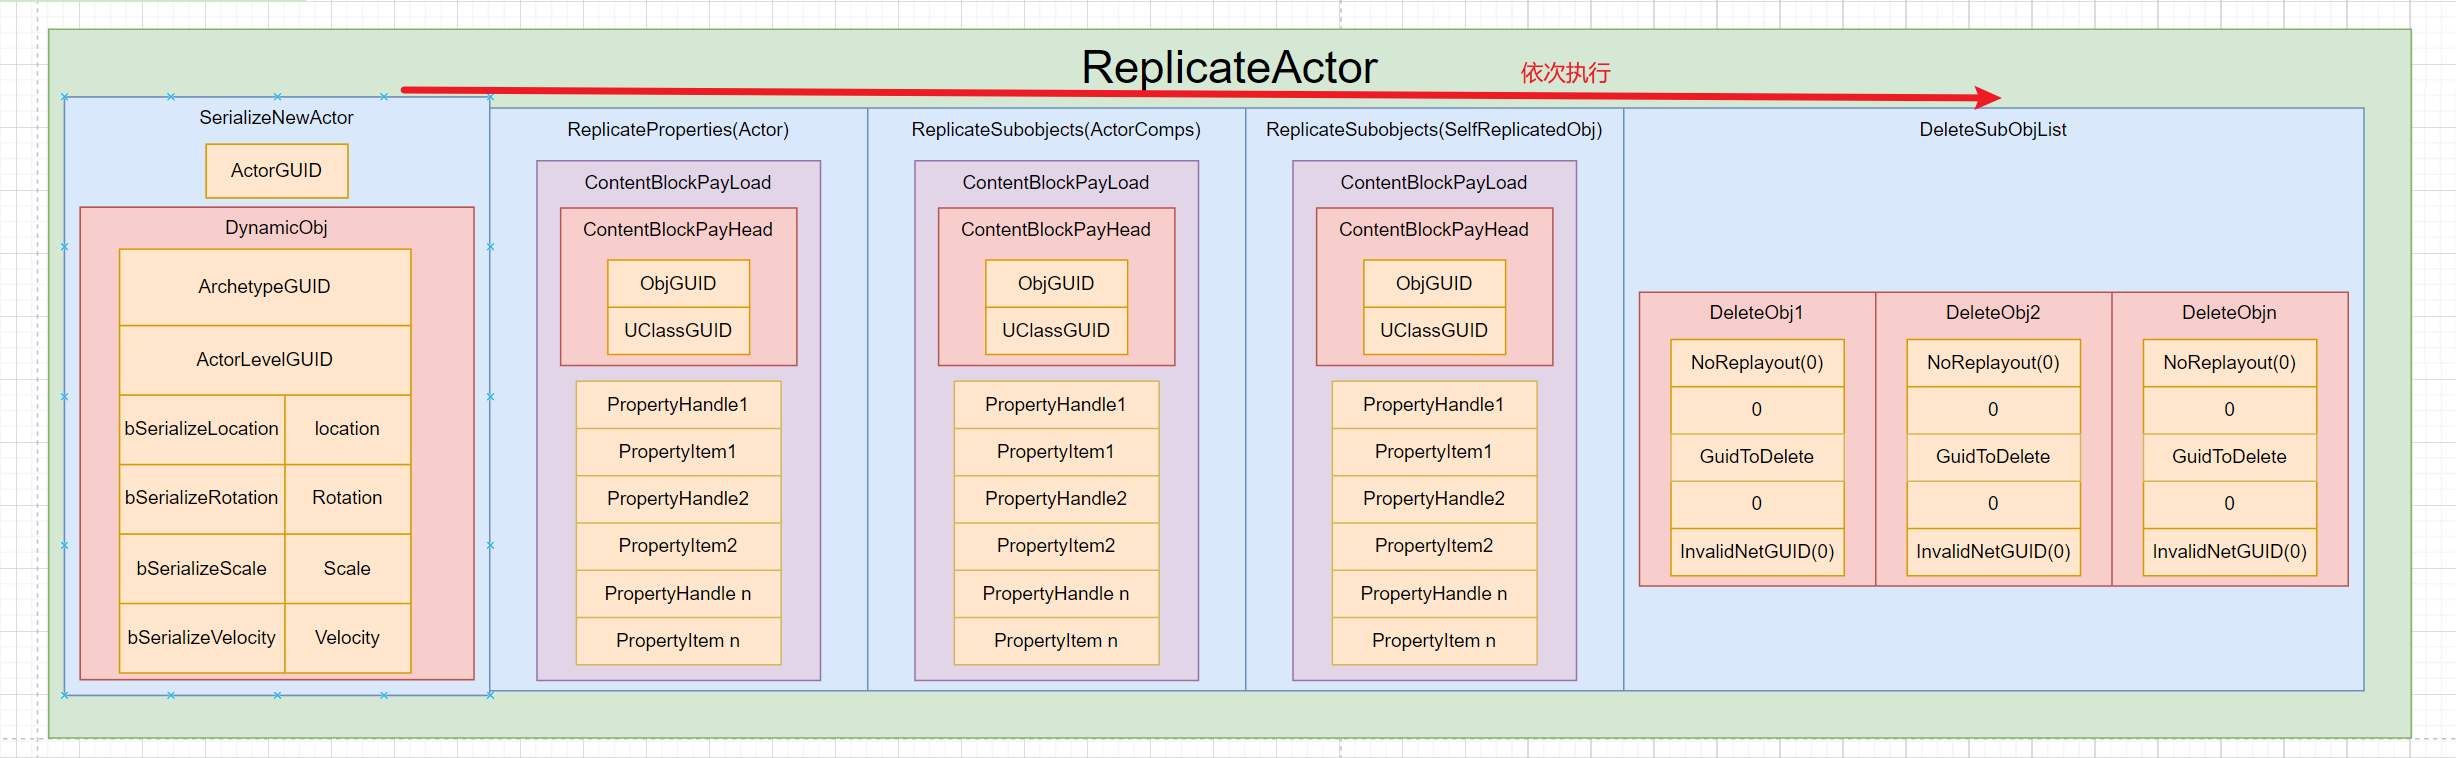 ReplicateActor
依次执行
SerializeNewActor
ActorGUID
DynamicObj
ArchetypeGUID
ActorLevelGUID
bSerializeLocation location
bSerializeRotation Rotation
bSerializeScale Scale
bSerializeVelocity Velocity
ReplicateProperties(Actor)
ContentBlockPayLoad
ContentBlockPayHead
ObjGUID
UClassGUID
PropertyHandle1
PropertyItem1
PropertyHandle2
PropertyItem2
PropertyHandle n
PropertyItem n
ReplicateSubobjects(ActorComps)
ContentBlockPayLoad
ContentBlockPayHead
ObjGUID
UClassGUID
PropertyHandle1
PropertyItem1
PropertyHandle2
PropertyItem2
PropertyHandle n
PropertyItem n
ReplicateSubobjects(SelfReplicatedObj)
ContentBlockPayLoad
ContentBlockPayHead
ObjGUID
UClassGUID
PropertyHandle1
PropertyItem1
PropertyHandle2
PropertyItem2
PropertyHandle n
PropertyItem n
DeleteSubObjList
DeleteObj1
NoReplayout(0)
0
GuidToDelete
0
InvalidNetGUID(0)
DeleteObj2
NoReplayout(0)
0
GuidToDelete
0
InvalidNetGUID(0)
DeleteObjn
NoReplayout(0)
0
GuidToDelete
0
InvalidNetGUID(0)